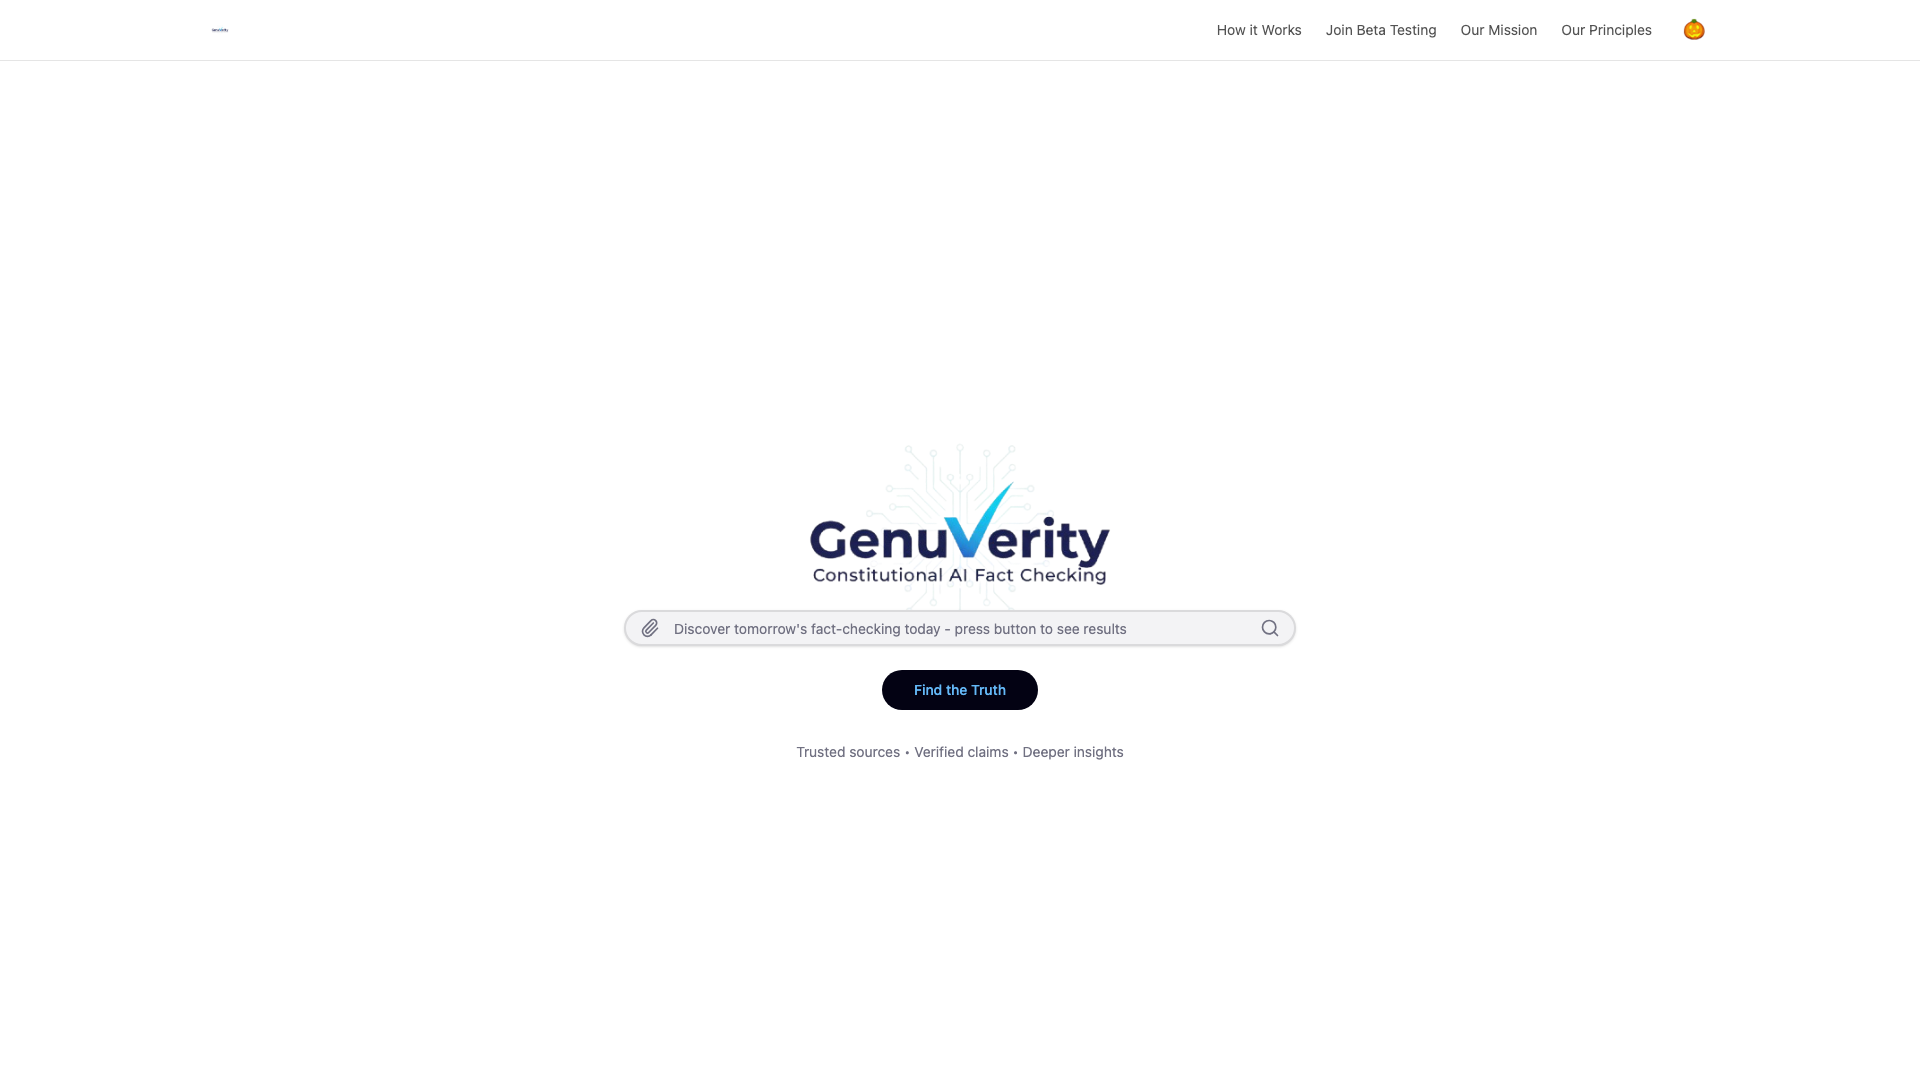 How it Works
Join Beta Testing
Our Mission
Our Principles
GenuVerity
Constitutional AI Fact Checking
Discover tomorrow's fact-checking today - press button to see results
Find the Truth
Trusted sources • Verified claims • Deeper insights